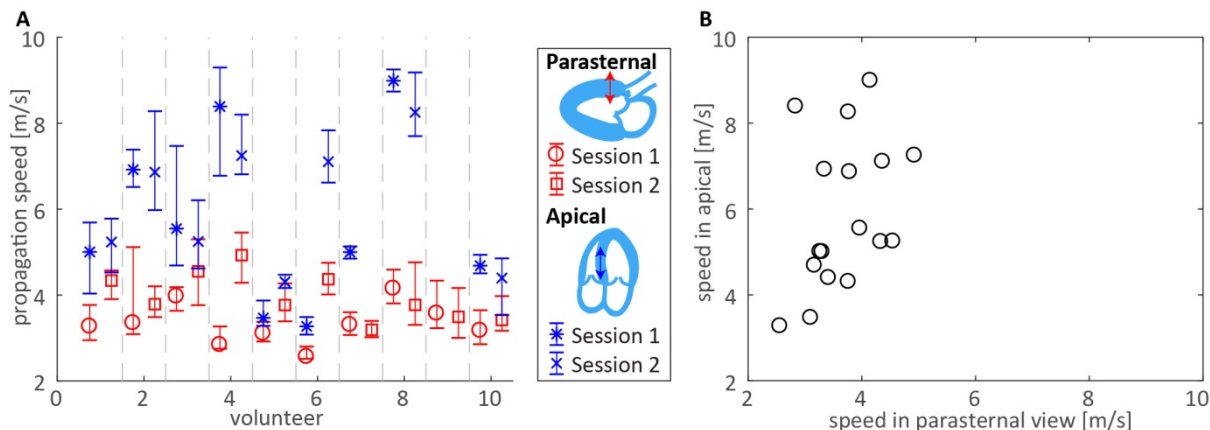 A
10
8
6
4
2
propagation speed [m/s]
2
4
6
8
10
volunteer
Parasternal
Session 1
Session 2
Apical
Session 1
Session 2
B
10
8
6
4
2
speed in apical [m/s]
2
4
6
8
10
speed in parasternal view [m/s]